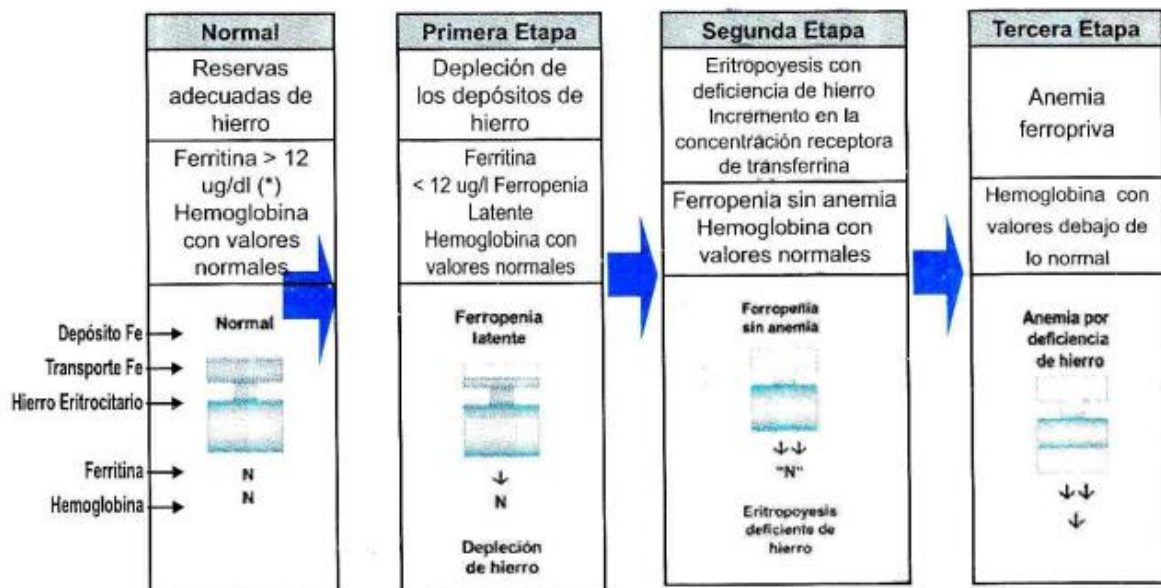 Normal
Reservas
adecuadas de
hierro
Ferritina > 12
ug/dl (*)
Hemoglobina
con valores
normales
Depósito Fe
Transporte Fe
Hierro Eritrocitario
Ferritina
Hemoglobina
Normal
N
N
Primera Etapa
Depleción de
los depósitos de
hierro
Ferritina
< 12 ug/l Ferropenia
Latente
Hemoglobina con
valores normales
Ferropenia
latente
↓
N
Depleción
de hierro
Segunda Etapa
Eritropoyesis con
deficiencia de hierro
Incremento en la
concentración receptora
de transferrina
Ferropenia sin anemia
Hemoglobina con
valores normales
Ferropenia
sin anemia
↓↓
"N"
Eritropoyesis
deficiente de
hierro
Tercera Etapa
Anemia
ferropriva
Hemoglobina con
valores debajo de
lo normal
Anemia por
deficiencia
de hierro
↓↓
↓